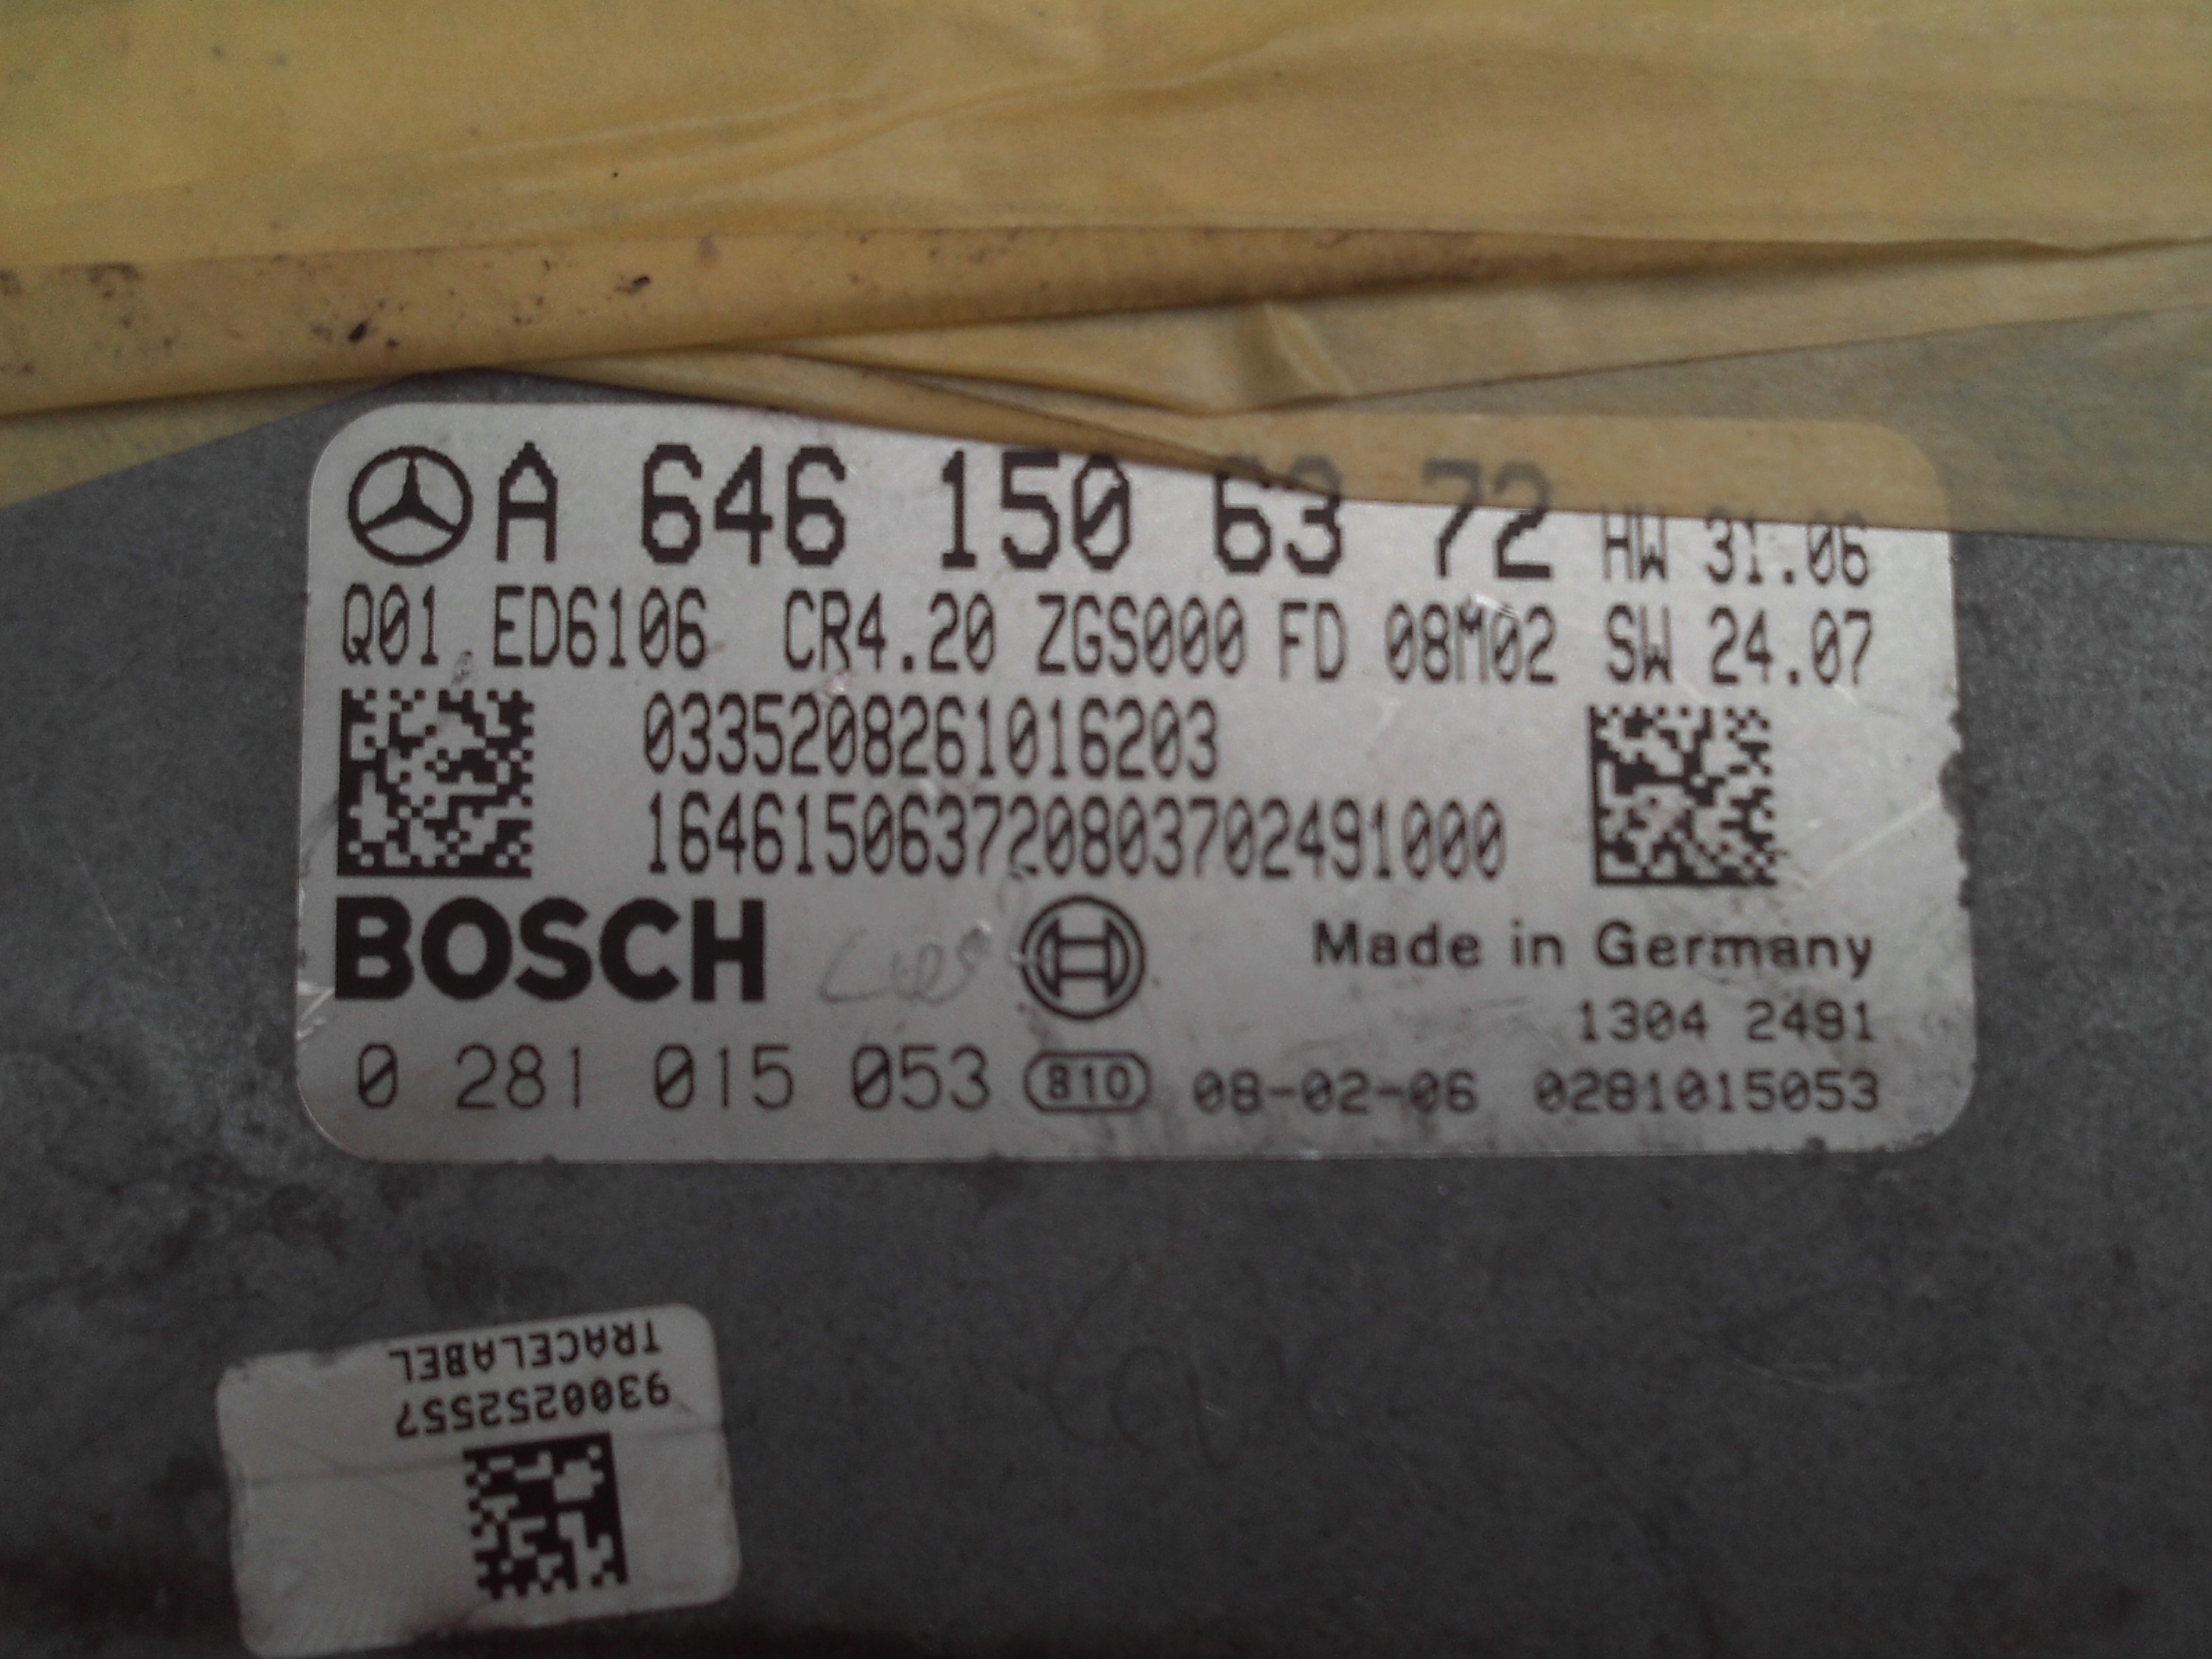 A 646 150 63 72 HW 31.06
Q01 ED6106 CR4.20 ZGS000 FD 08M02 SW 24.07
0335208261016203
164615063720803702491000
BOSCH
Made in Germany
1304 2491
0 281 015 053 810 08-02-06 0281015053
TRACELABEL
9300252557